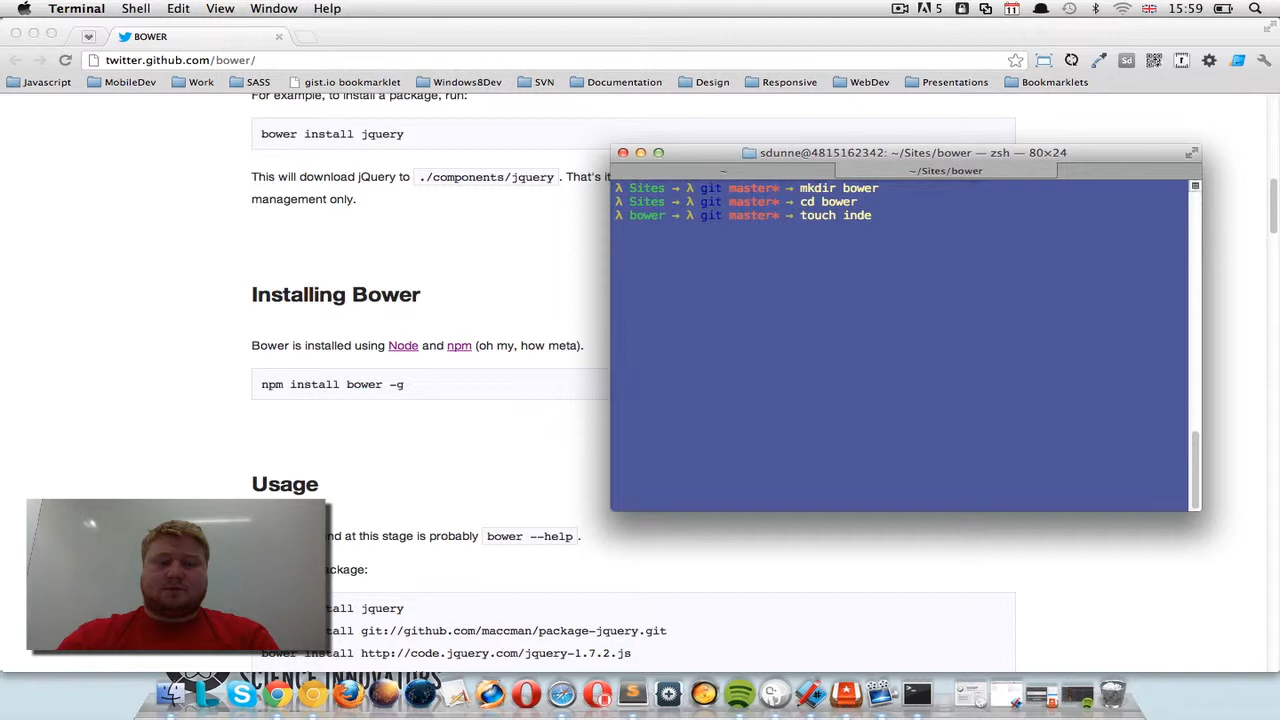 Terminal Shell Edit View Window Help 5 11 15:59
BOWER
twitter.github.com/bower/
Javascript MobileDev Work SASS gist.io bookmarklet Windows8Dev SVN Documentation Design Responsive WebDev Presentations Bookmarklets
For example, to install a package, run:
bower install jquery
This will download jQuery to ./components/jquery. That's it
management only.
Installing Bower
Bower is installed using Node and npm (oh my, how meta).
npm install bower -g
Usage
nd at this stage is probably bower --help.
ackage:
tall jquery
tall git://github.com/maccman/package-jquery.git
bower install http://code.jquery.com/jquery-1.7.2.js
sdunne@4815162342: ~/Sites/bower — zsh — 80×24
~ ~/Sites/bower
λ Sites → λ git master* → mkdir bower
λ Sites → λ git master* → cd bower
λ bower → λ git master* → touch inde
SCIENCE INNOVATORS